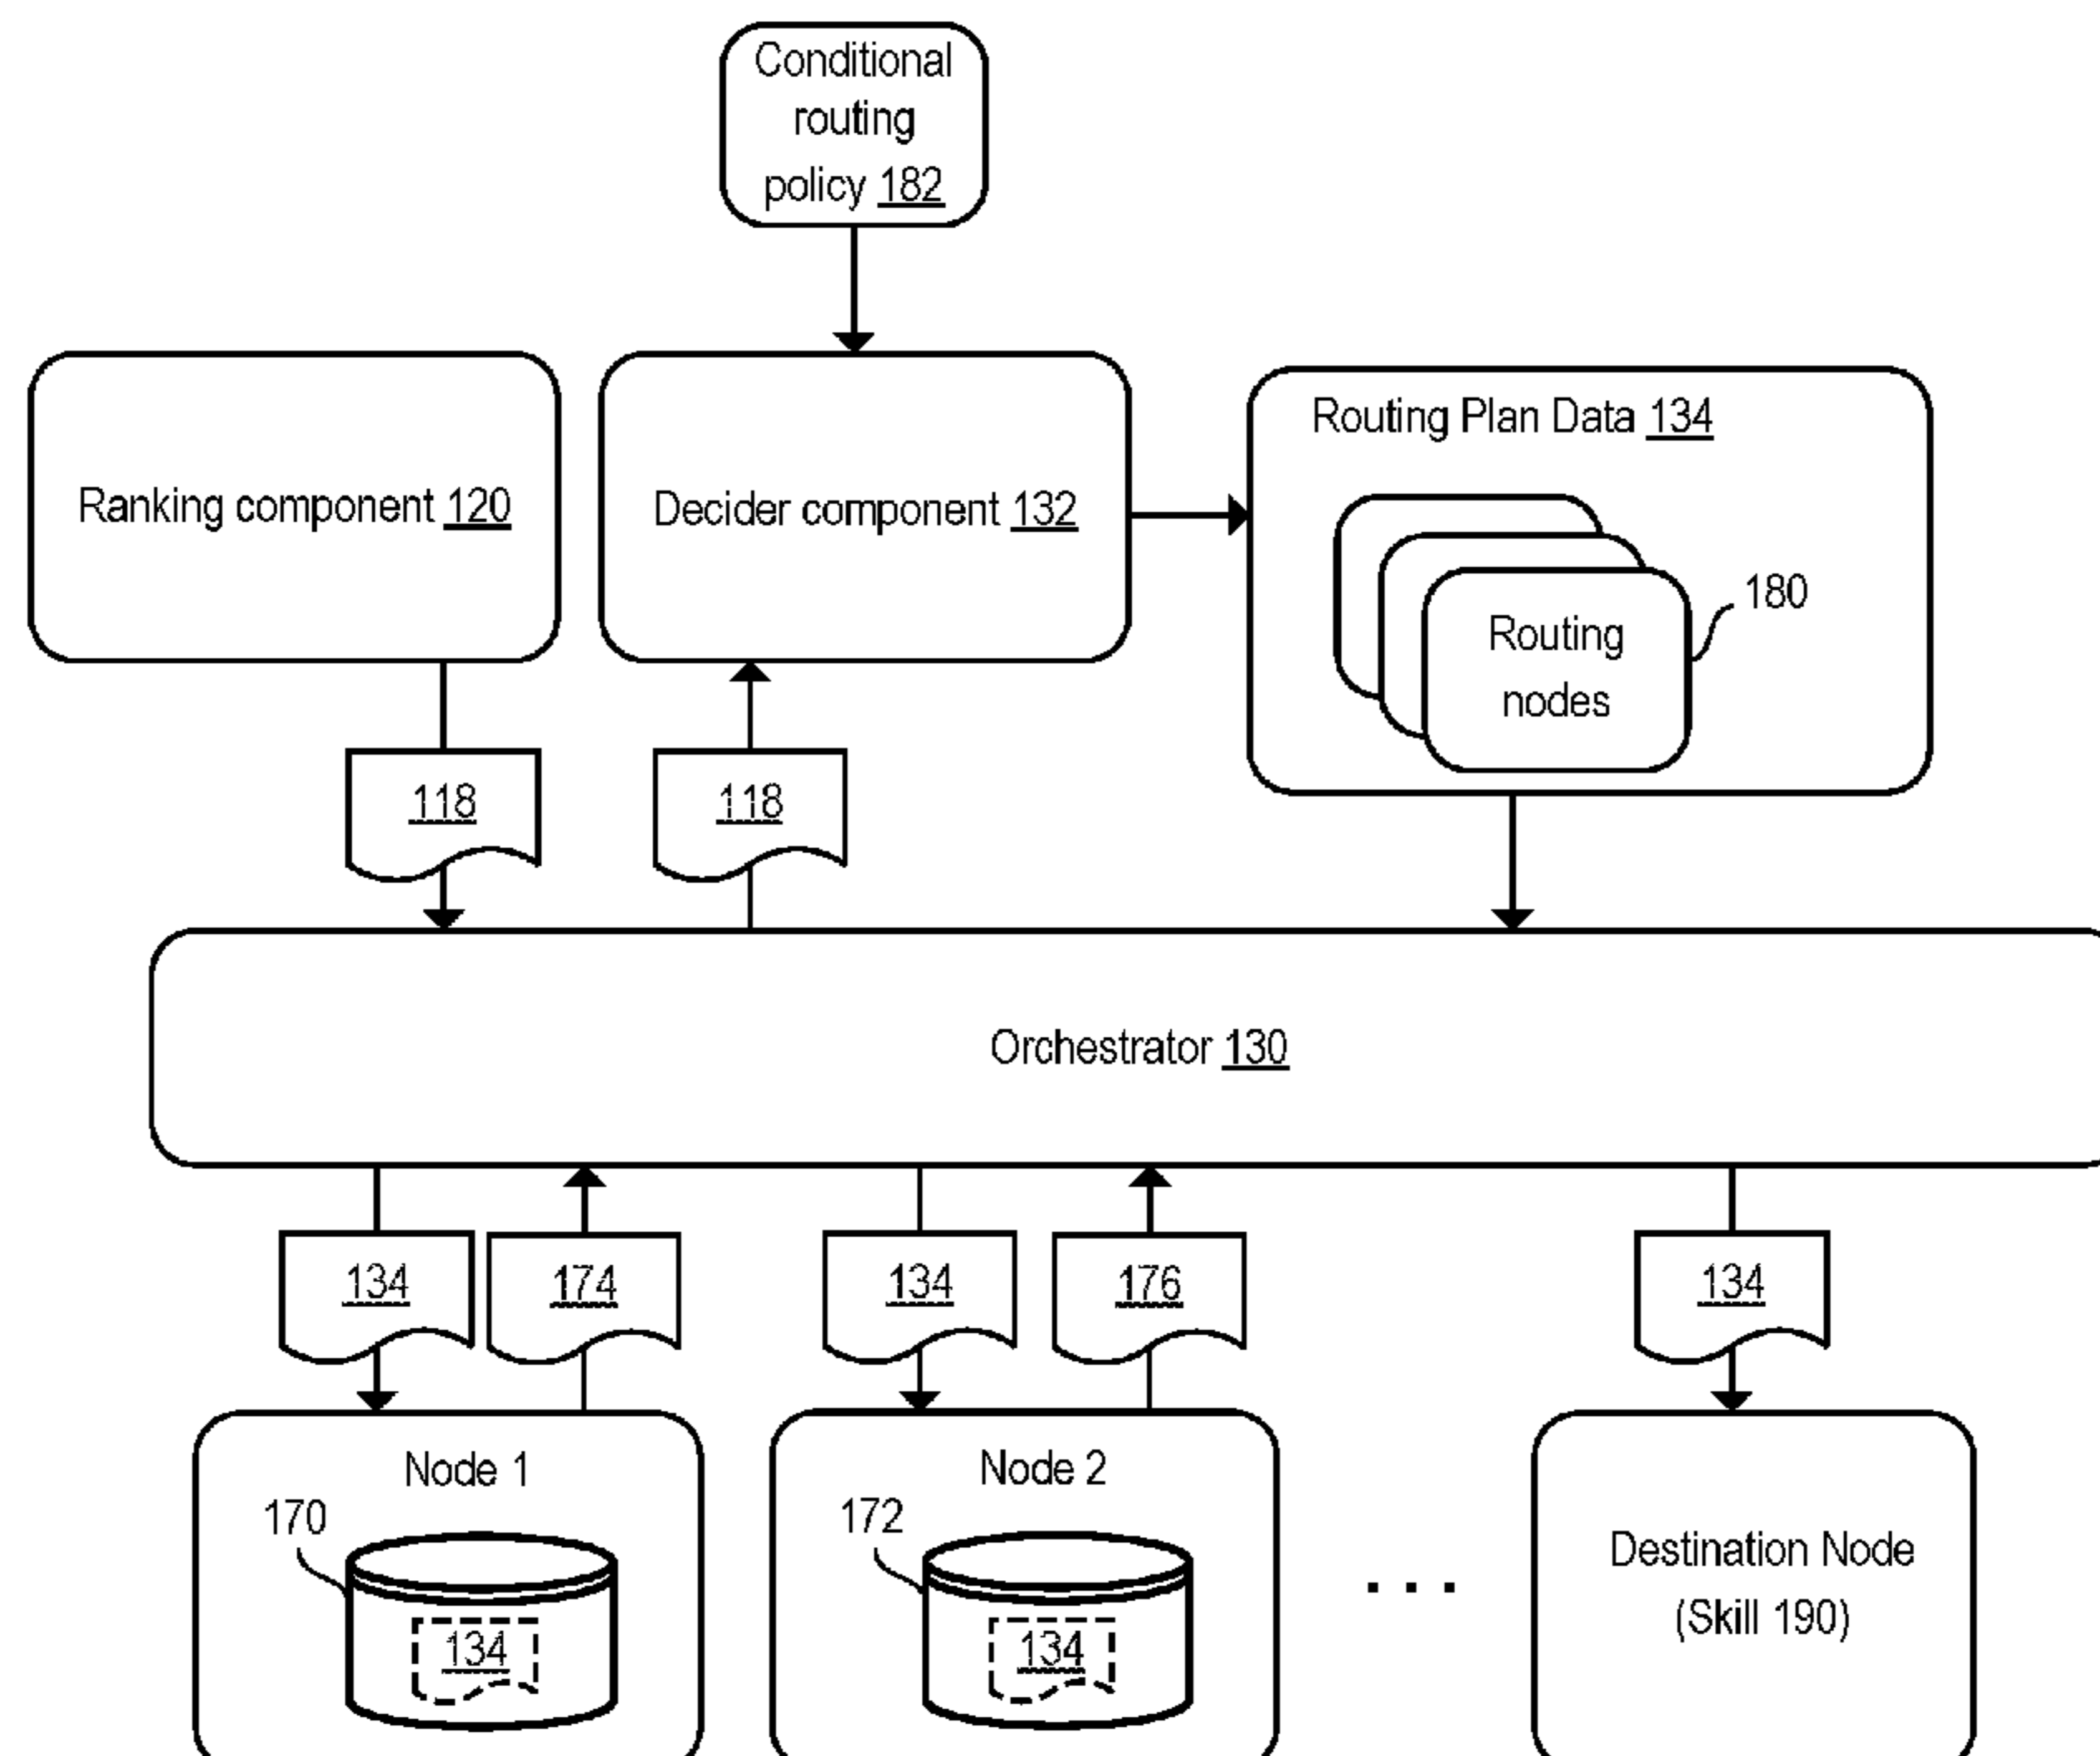 Conditional
routing
policy 182
Ranking component 120
Decider component 132
Routing Plan Data 134
Routing
nodes
180
118
118
Orchestrator 130
134
174
134
176
134
Node 1
170
134
Node 2
172
134
. . .
Destination Node
(Skill 190)